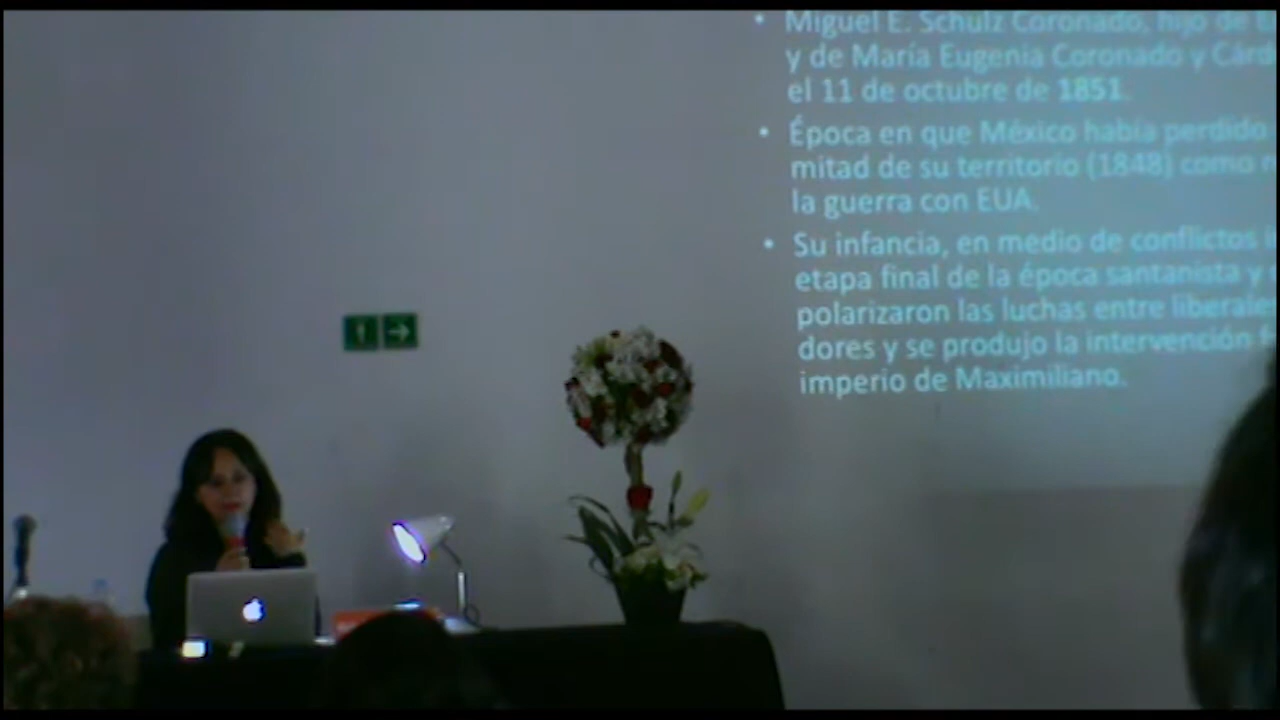 • Miguel E. Schulz Coronado, hijo de
y de María Eugenia Coronado y Cárd
el 11 de octubre de 1851.
• Época en que México había perdido
mitad de su territorio (1848) como
la guerra con EUA.
• Su infancia, en medio de conflictos
etapa final de la época santanista y
polarizaron las luchas entre liberale
dores y se produjo la intervención
imperio de Maximiliano.